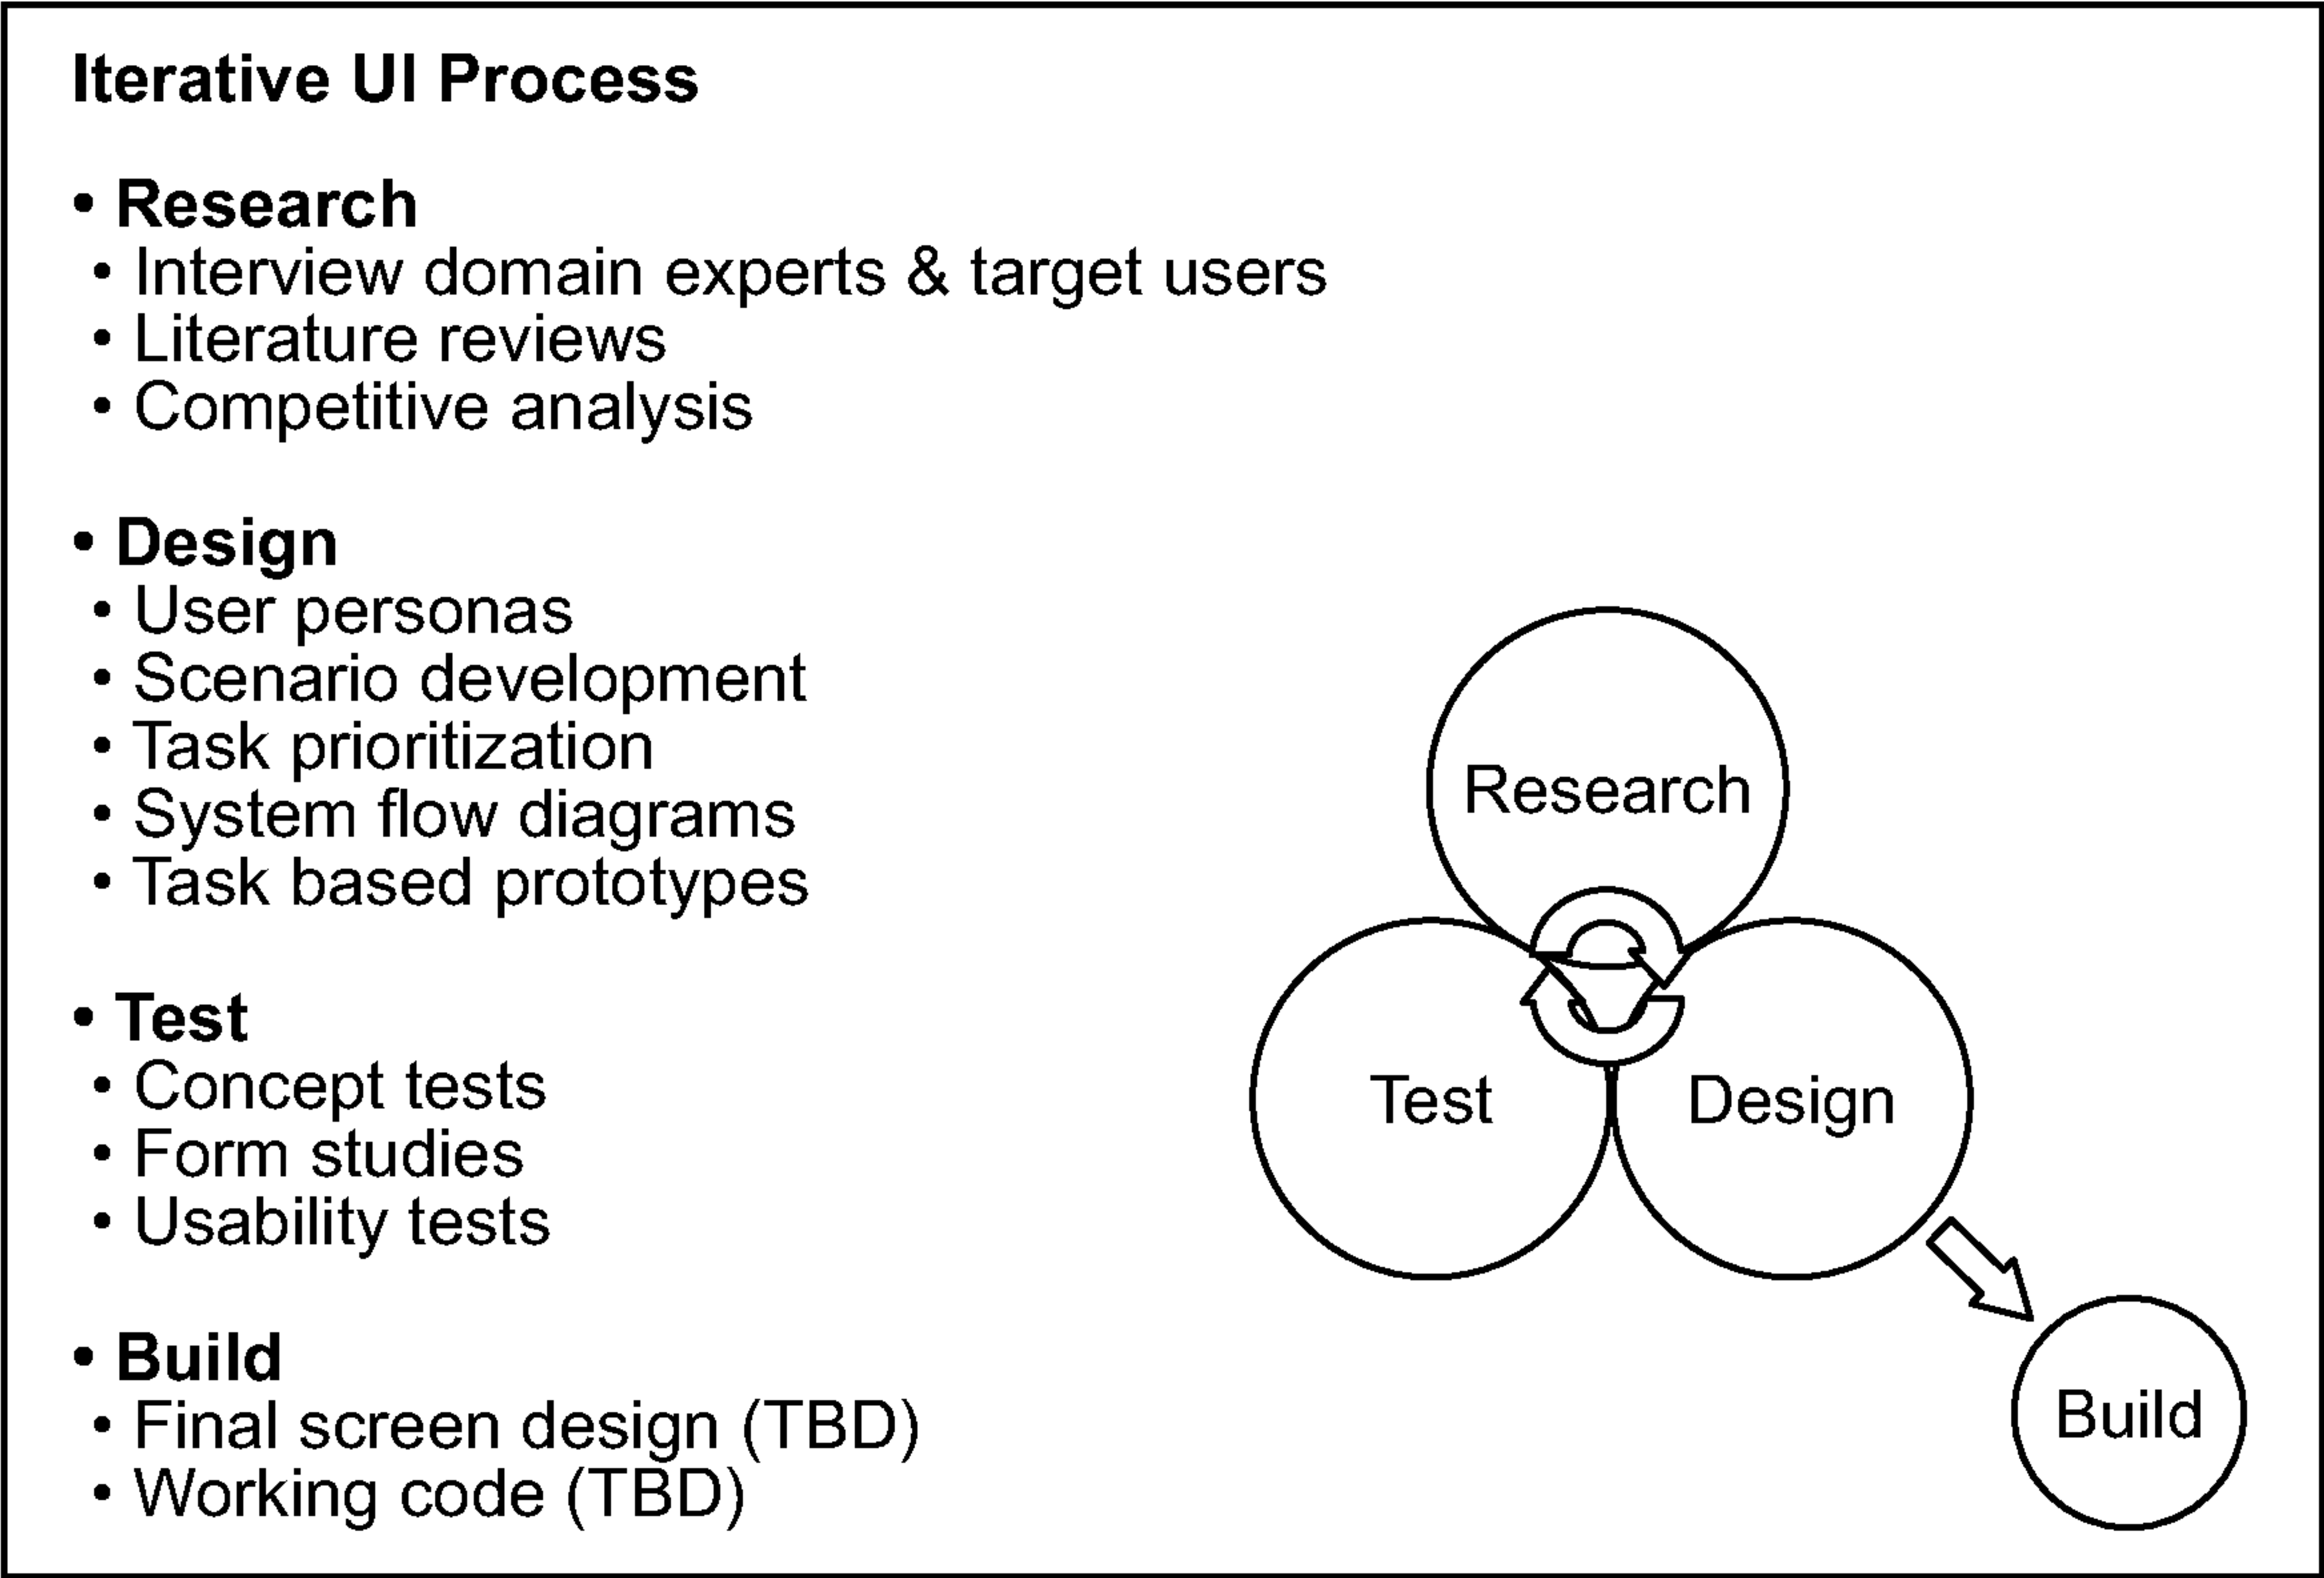 Iterative UI Process
• Research
• Interview domain experts & target users
• Literature reviews
• Competitive analysis
• Design
• User personas
• Scenario development
• Task prioritization
• System flow diagrams
• Task based prototypes
• Test
• Concept tests
• Form studies
• Usability tests
• Build
• Final screen design (TBD)
• Working code (TBD)
Research
Test
Design
Build